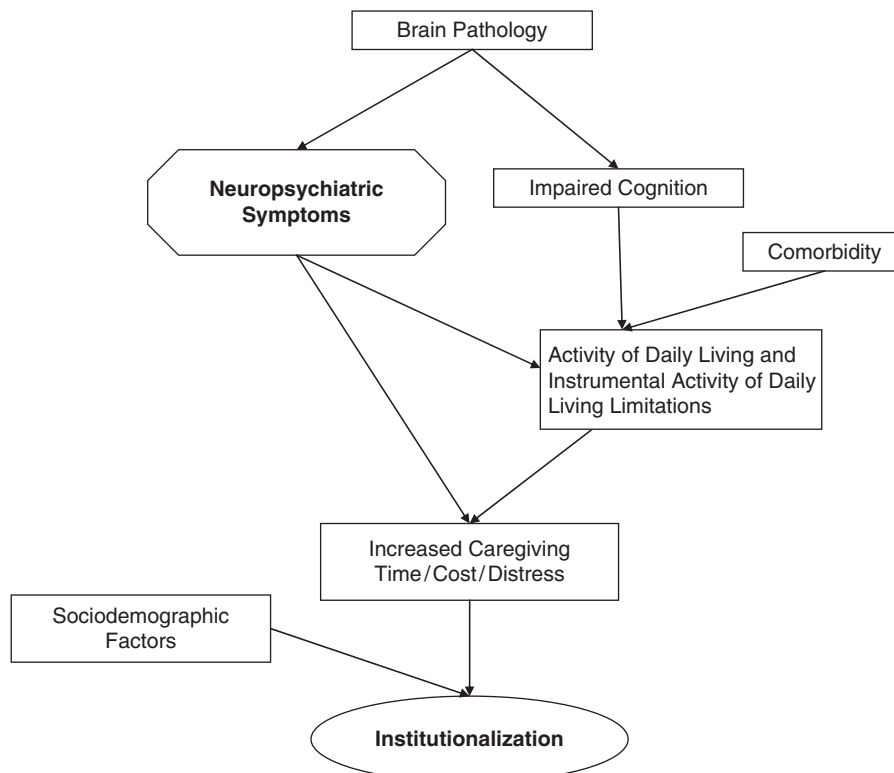 Brain Pathology
Neuropsychiatric
Symptoms
Impaired Cognition
Comorbidity
Activity of Daily Living and
Instrumental Activity of Daily
Living Limitations
Increased Caregiving
Time/Cost/Distress
Sociodemographic
Factors
Institutionalization